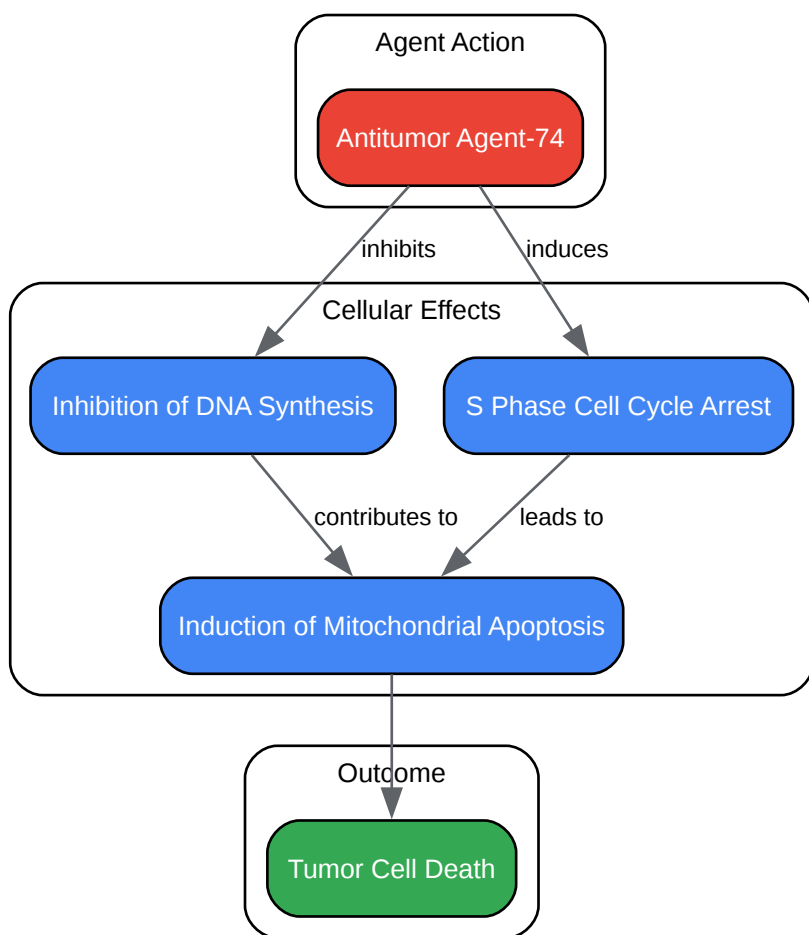 Agent Action
Antitumor Agent-74
inhibits
induces
Cellular Effects
Inhibition of DNA Synthesis
S Phase Cell Cycle Arrest
contributes to
leads to
Induction of Mitochondrial Apoptosis
Outcome
Tumor Cell Death